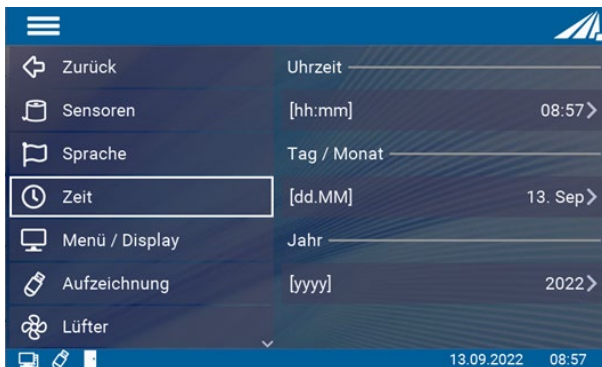 Zurück
Sensoren
Sprache
Zeit
Menü / Display
Aufzeichnung
Lüfter
Uhrzeit
[hh:mm] 08:57
Tag / Monat
[dd.MM] 13. Sep
Jahr
[yyyy] 2022
13.09.2022 08:57